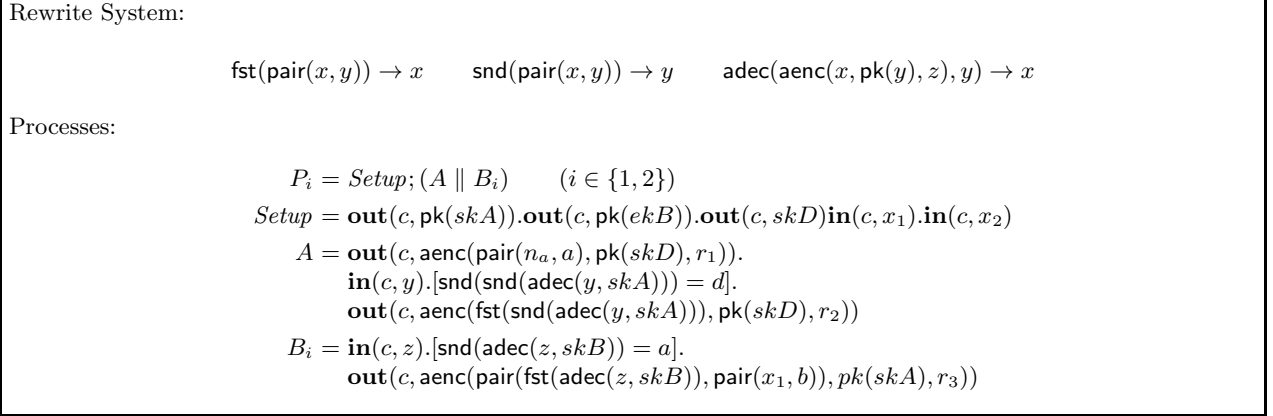 Rewrite System:
fst(pair(x, y)) → x snd(pair(x, y)) → y adec(aenc(x, pk(y), z), y) → x
Processes:
P_i = Setup; (A ∥ B_i) (i ∈ {1, 2})
Setup = out(c, pk(skA)).out(c, pk(ekB)).out(c, skD)in(c, x_1).in(c, x_2)
A = out(c, aenc(pair(n_a, a), pk(skD), r_1)).
in(c, y).[snd(snd(adec(y, skA))) = d].
out(c, aenc(fst(snd(adec(y, skA))), pk(skD), r_2))
B_i = in(c, z).[snd(adec(z, skB)) = a].
out(c, aenc(pair(fst(adec(z, skB)), pair(x_1, b)), pk(skA), r_3))